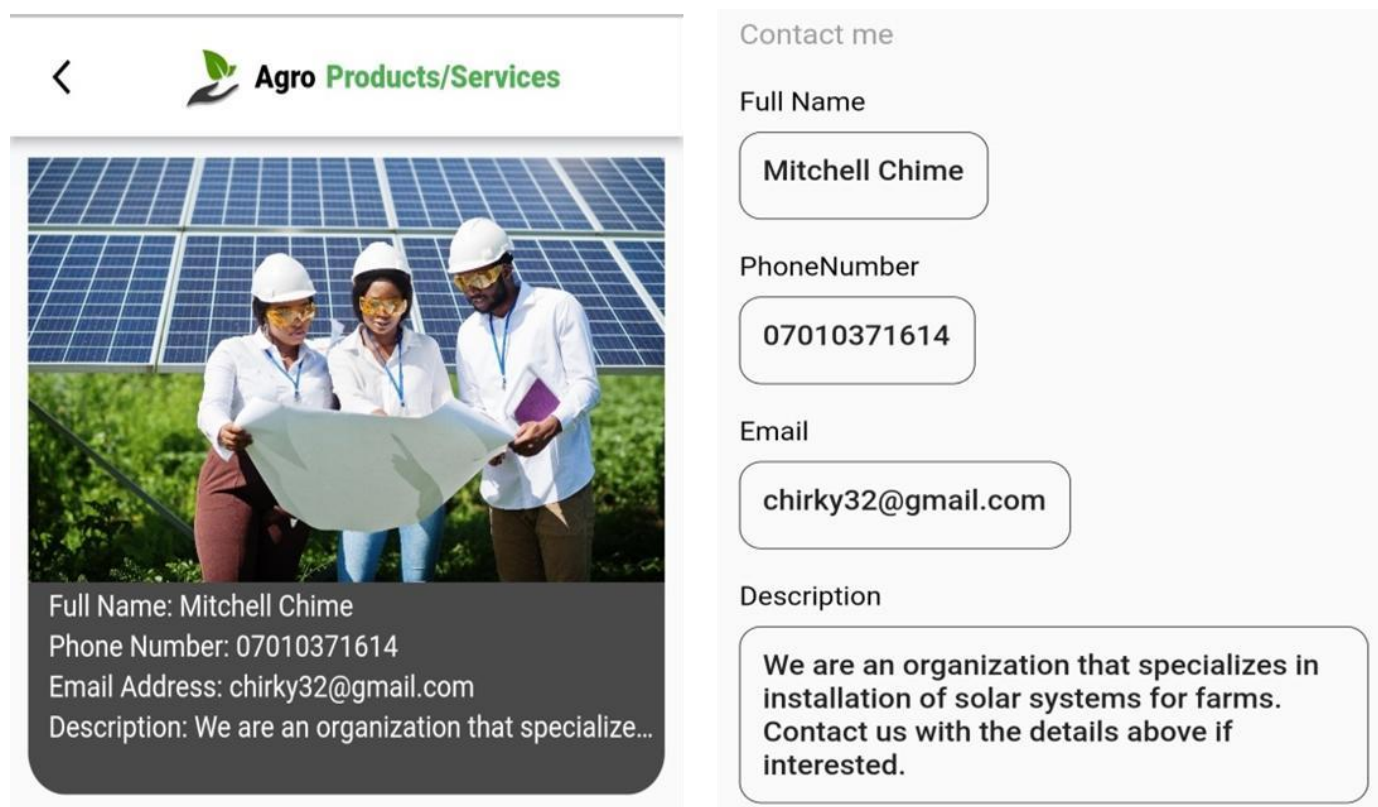 Agro Products/Services
Full Name: Mitchell Chime
Phone Number: 07010371614
Email Address: chirky32@gmail.com
Description: We are an organization that specialize...
Contact me
Full Name
Mitchell Chime
PhoneNumber
07010371614
Email
chirky32@gmail.com
Description
We are an organization that specializes in
installation of solar systems for farms.
Contact us with the details above if
interested.